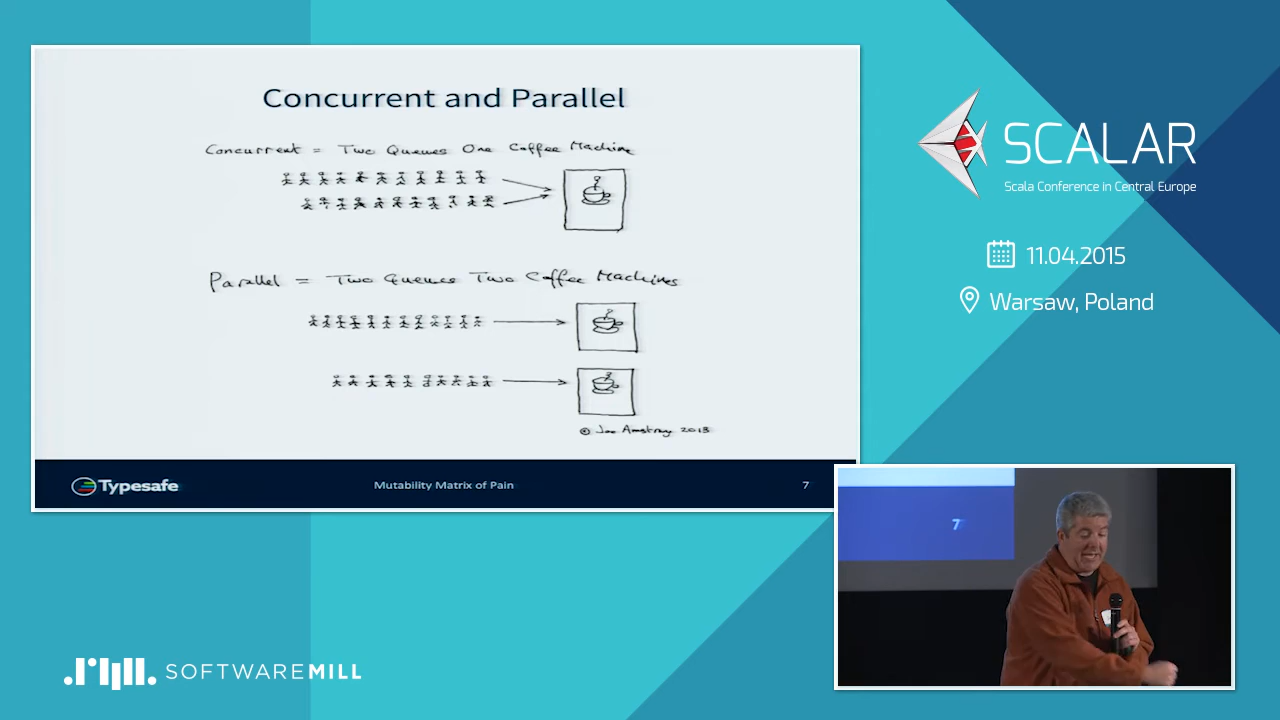 Concurrent and Parallel
Concurrent = Two Queues One Coffee Machine
Parallel = Two Queues Two Coffee Machines
© Joe Armstrong 2013
Typesafe
Mutability Matrix of Pain
7
SCALAR
Scala Conference in Central Europe
11.04.2015
Warsaw, Poland
7
SOFTWAREMILL